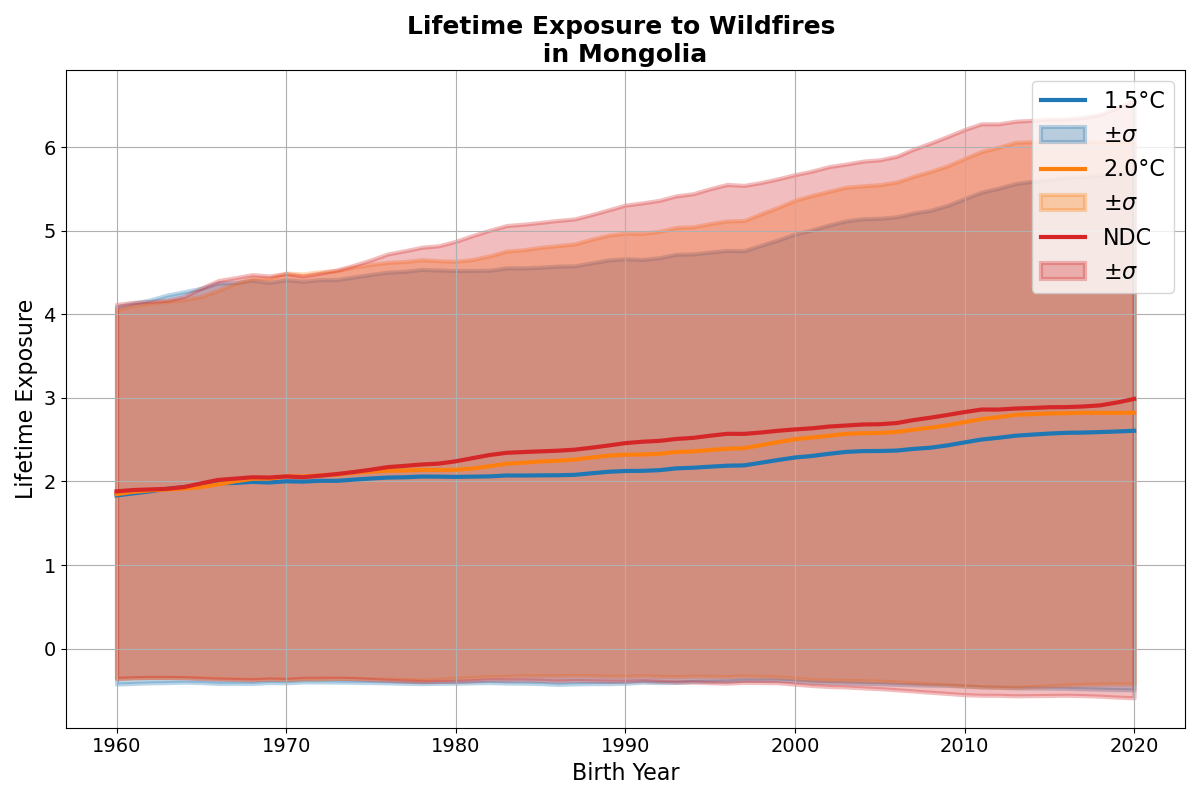 Lifetime Exposure to Wildfires
in Mongolia
1.5°C
±σ
2.0°C
±σ
NDC
±σ
Lifetime Exposure
6
5
4
3
2
1
0
1960 1970 1980 1990 2000 2010 2020
Birth Year